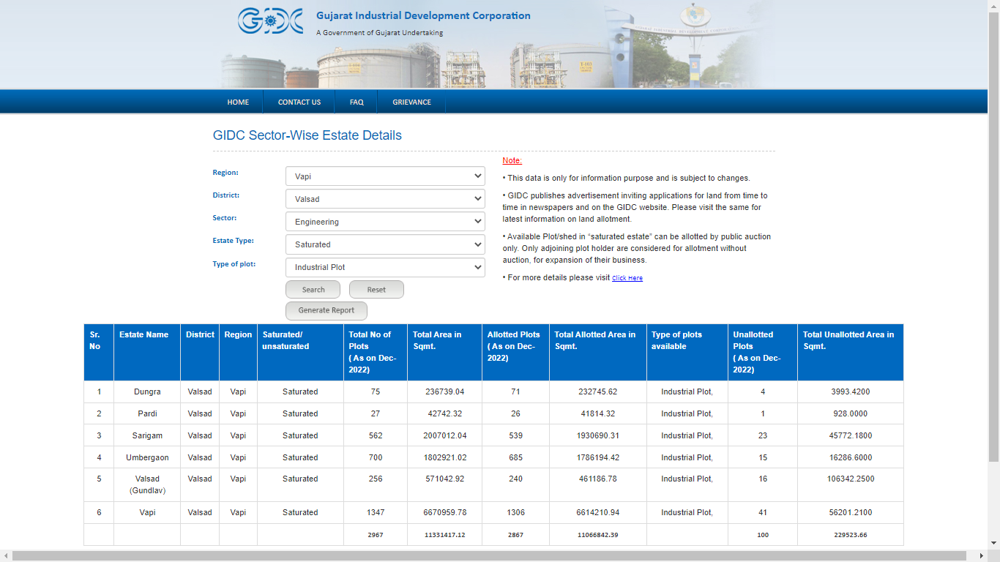 GIDC
Gujarat Industrial Development Corporation
A Government of Gujarat Undertaking
HOME CONTACT US FAQ GRIEVANCE
GIDC Sector-Wise Estate Details
Region: Vapi
District: Valsad
Sector: Engineering
Estate Type: Saturated
Type of plot: Industrial Plot
Search Reset
Generate Report
Note:
• This data is only for information purpose and is subject to changes.
• GIDC publishes advertisement inviting applications for land from time to
time in newspapers and on the GIDC website. Please visit the same for
latest information on land allotment.
• Available Plot/shed in “saturated estate” can be allotted by public auction
only. Only adjoining plot holder are considered for allotment without
auction, for expansion of their business.
• For more details please visit Click Here
Sr. No Estate Name District Region Saturated/ unsaturated Total No of Plots ( As on Dec-2022) Total Area in Sqmt. Allotted Plots ( As on Dec-2022) Total Allotted Area in Sqmt. Type of plots available Unallotted Plots ( As on Dec-2022) Total Unallotted Area in Sqmt.
1 Dungra Valsad Vapi Saturated 75 236739.04 71 232745.62 Industrial Plot, 4 3993.4200
2 Pardi Valsad Vapi Saturated 27 42742.32 26 41814.32 Industrial Plot, 1 928.0000
3 Sarigam Valsad Vapi Saturated 562 2007012.04 539 1930690.31 Industrial Plot, 23 45772.1800
4 Umbergaon Valsad Vapi Saturated 700 1802921.02 685 1786194.42 Industrial Plot, 15 16286.6000
5 Valsad (Gundlav) Valsad Vapi Saturated 256 571042.92 240 461186.78 Industrial Plot, 16 106342.2500
6 Vapi Valsad Vapi Saturated 1347 6670959.78 1306 6614210.94 Industrial Plot, 41 56201.2100
2967 11331417.12 2867 11066842.39 100 229523.66